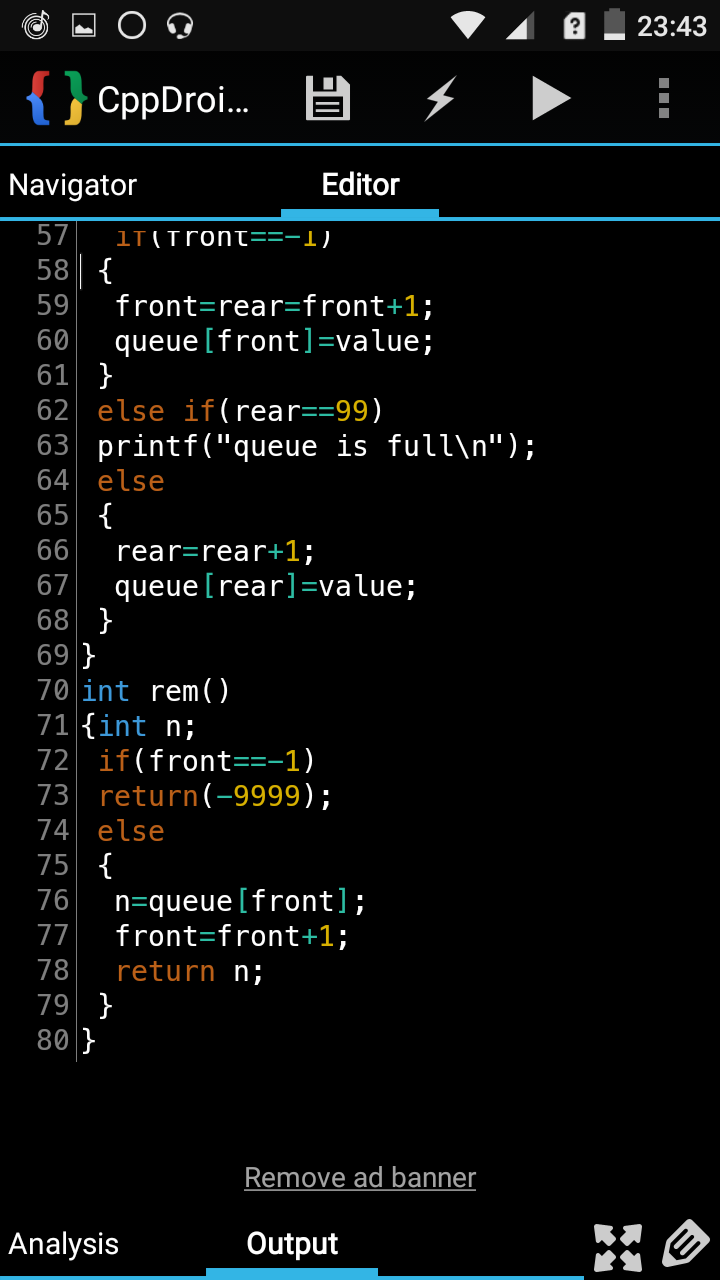 23:43
CppDroi...
Navigator
Editor
57 if(front==-1)
58 {
59 front=rear=front+1;
60 queue[front]=value;
61 }
62 else if(rear==99)
63 printf("queue is full\n");
64 else
65 {
66 rear=rear+1;
67 queue[rear]=value;
68 }
69 }
70 int rem()
71 {int n;
72 if(front==-1)
73 return(-9999);
74 else
75 {
76 n=queue[front];
77 front=front+1;
78 return n;
79 }
80 }
Remove ad banner
Analysis
Output